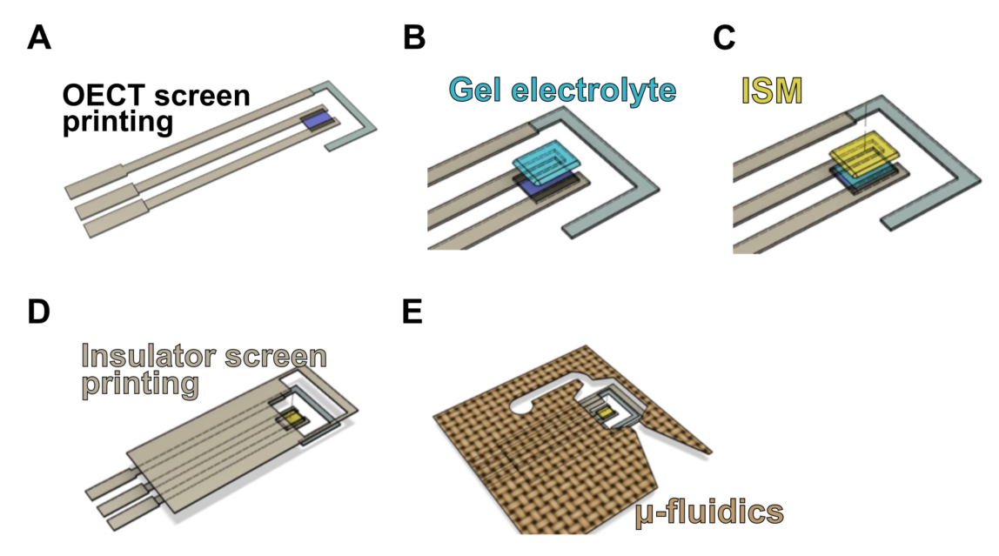 A
OECT screen
printing
B
Gel electrolyte
C
ISM
D
Insulator screen
printing
E
µ-fluidics